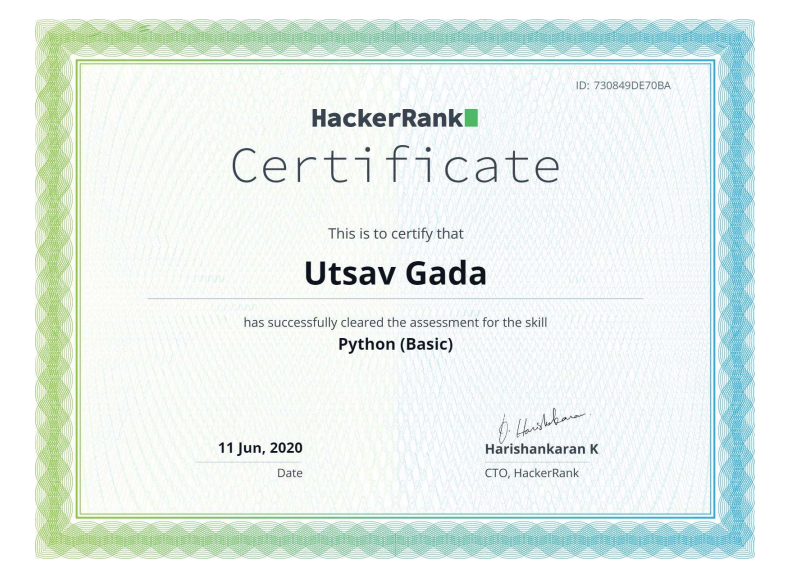 ID: 730849DE70BA
HackerRank
Certificate
This is to certify that
Utsav Gada
has successfully cleared the assessment for the skill
Python (Basic)
11 Jun, 2020
Date
Harishankaran K
CTO, HackerRank